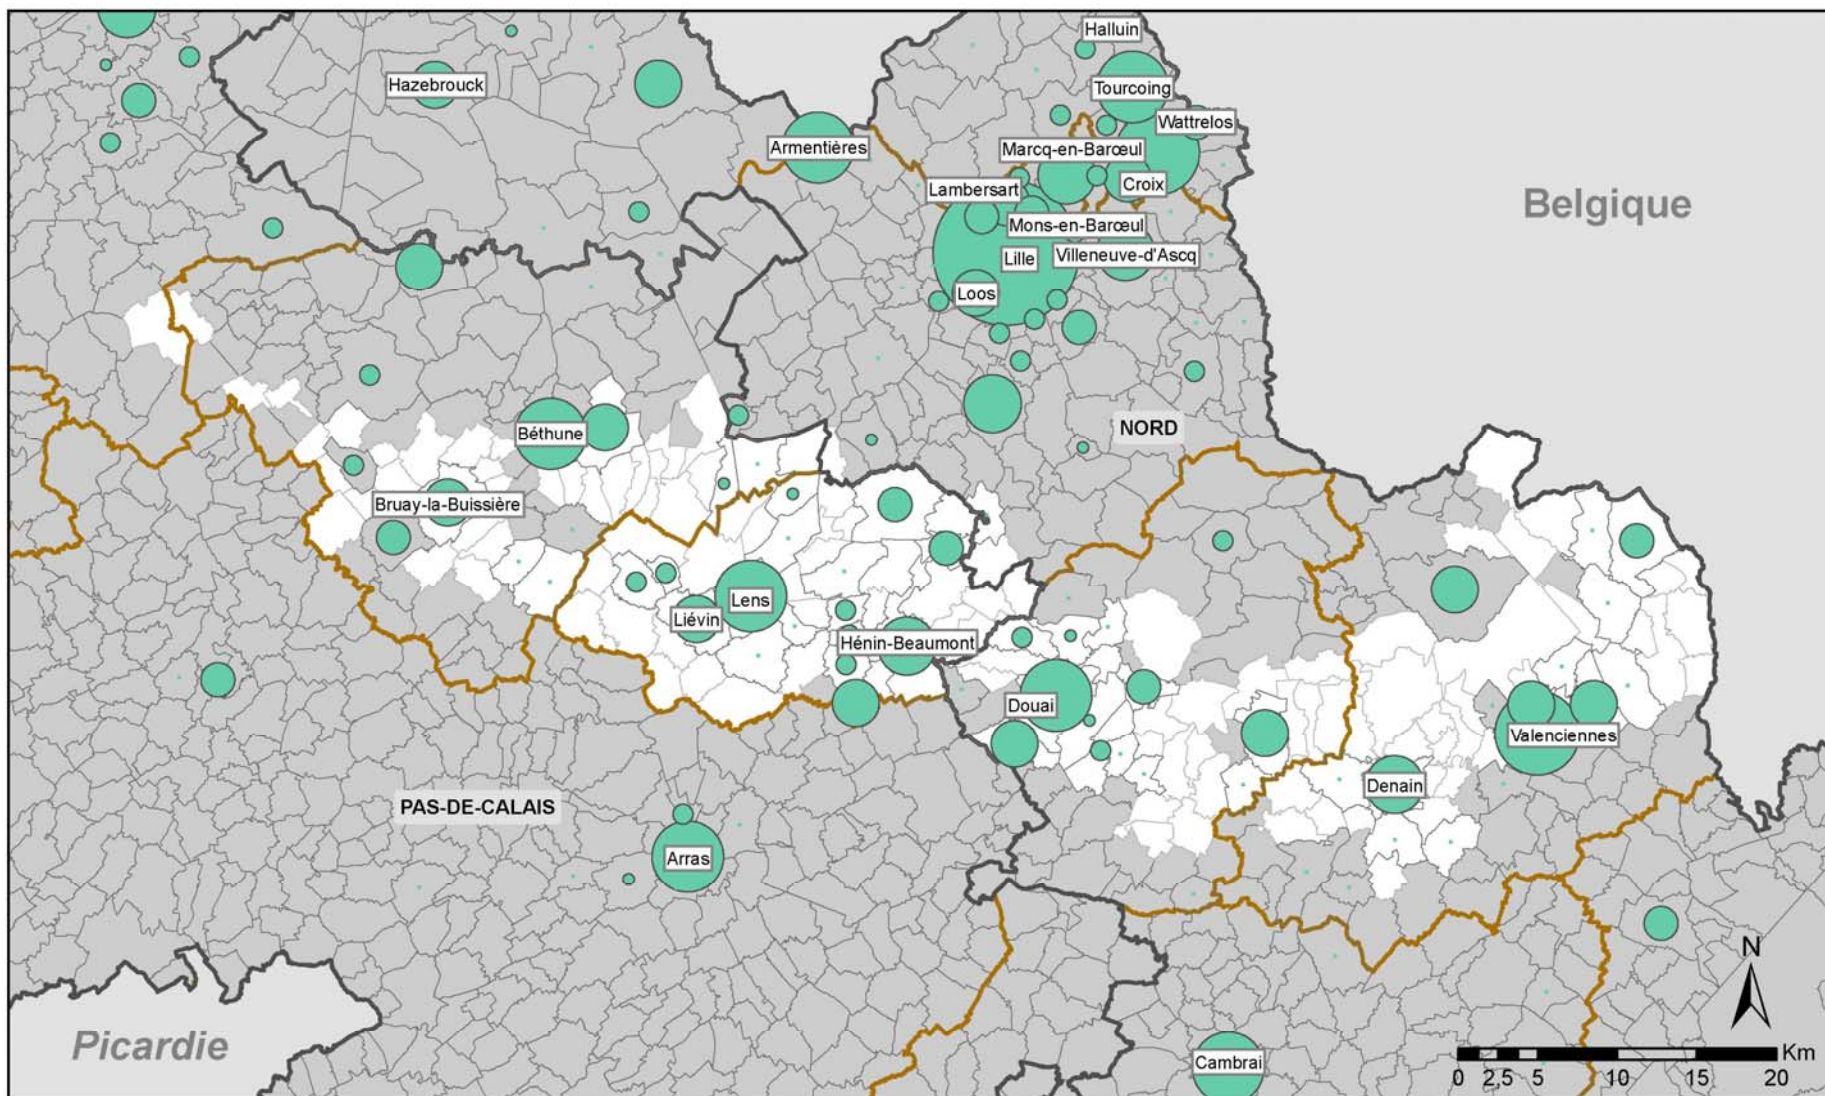 Halluin
Hazebrouck
Tourcoing
Wattrelos
Armentières
Marcq-en-Barœul
Lambersart
Croix
Belgique
Mons-en-Barœul
Lille
Villeneuve-d'Ascq
Loos
NORD
Béthune
Bruay-la-Buissière
Lens
Liévin
Hénin-Beaumont
Douai
Valenciennes
Denain
PAS-DE-CALAIS
Arras
N
Picardie
Cambrai
Km
0 2,5 5 10 15 20